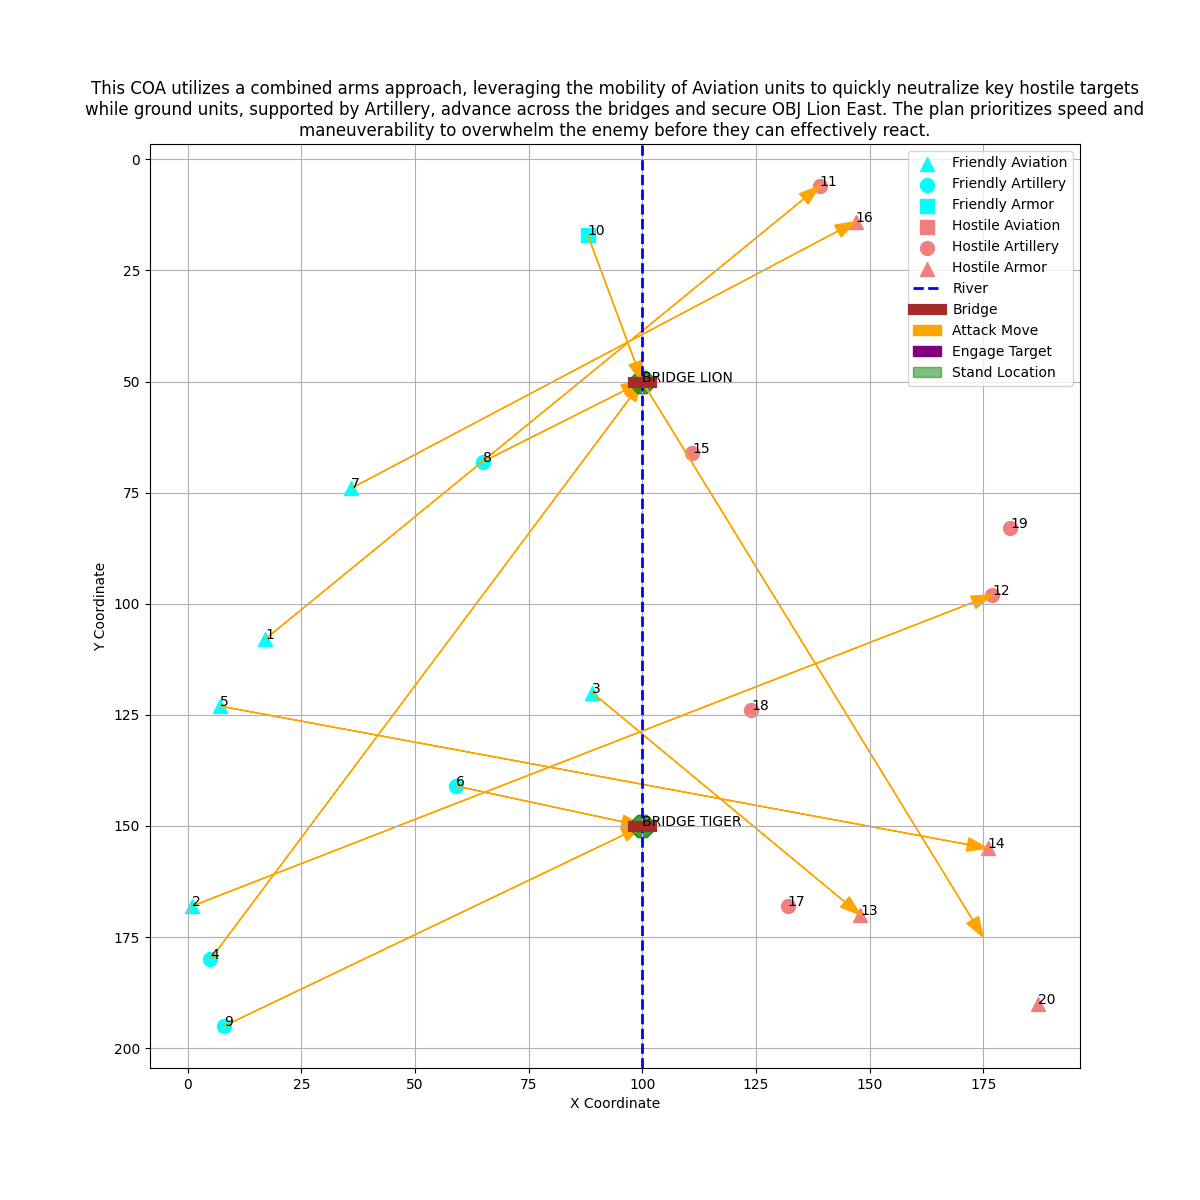 This COA utilizes a combined arms approach, leveraging the mobility of Aviation units to quickly neutralize key hostile targets
while ground units, supported by Artillery, advance across the bridges and secure OBJ Lion East. The plan prioritizes speed and
maneuverability to overwhelm the enemy before they can effectively react.
0
25
50
75
100
125
150
175
200
Y Coordinate
11
16
10
BRIDGE LION
15
8
7
19
12
1
3
5
18
6
BRIDGE TIGER
14
2
17
13
4
20
9
Friendly Aviation
Friendly Artillery
Friendly Armor
Hostile Aviation
Hostile Artillery
Hostile Armor
River
Bridge
Attack Move
Engage Target
Stand Location
0
25
50
75
100
125
150
175
X Coordinate